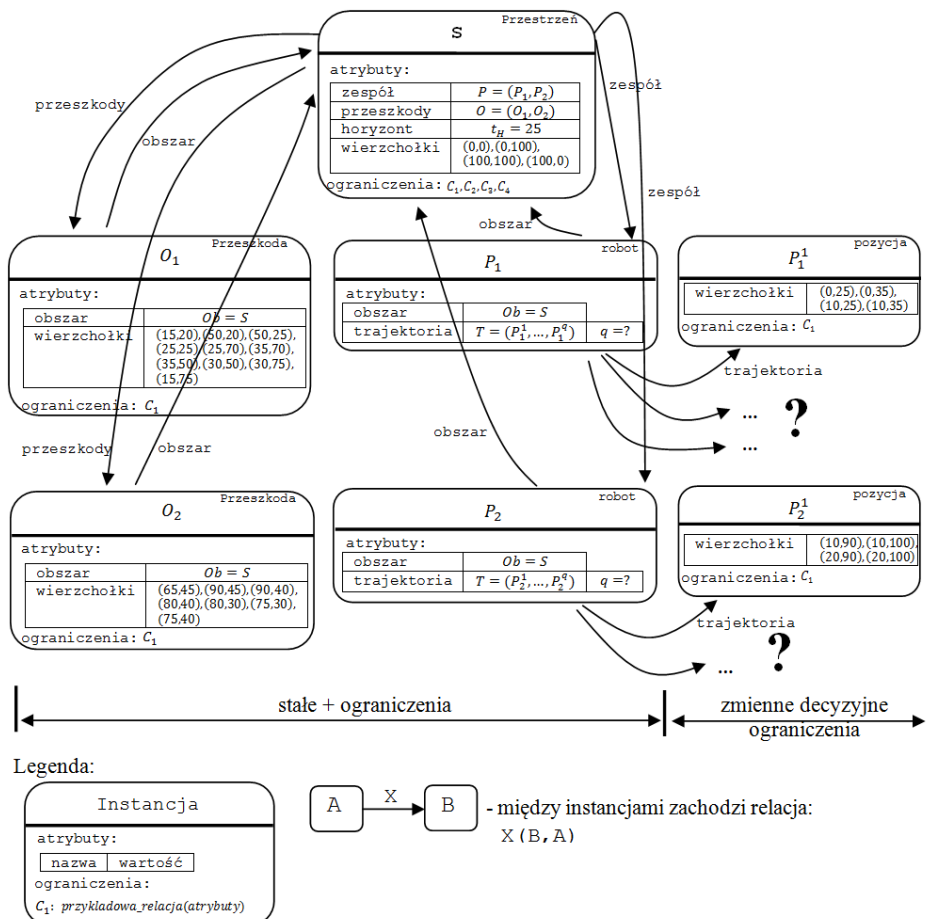 Przestrzeń
S
atrybuty:
zespół P = (P₁,P₂)
przeszkody O = (O₁,O₂)
horyzont t_H = 25
wierzchołki (0,0),(0,100),
(100,100),(100,0)
ograniczenia: C₁,C₂,C₃,C₄
przeszkody
obszar
zespół
zespół
obszar
Przeszkoda
O₁
atrybuty:
obszar Ob = S
wierzchołki (15,20),(50,20),(50,25),
(25,25),(25,70),(35,70),
(35,50),(30,50),(30,75),
(15,75)
ograniczenia: C₁
robot
P₁
atrybuty:
obszar Ob = S
trajektoria T = (P₁¹,...,P₁^q) q =?
pozycja
P₁¹
wierzchołki (0,25),(0,35),
(10,25),(10,35)
ograniczenia: C₁
trajektoria
... ?
...
przeszkody
obszar
obszar
Przeszkoda
O₂
atrybuty:
obszar Ob = S
wierzchołki (65,45),(90,45),(90,40),
(80,40),(80,30),(75,30),
(75,40)
ograniczenia: C₁
robot
P₂
atrybuty:
obszar Ob = S
trajektoria T = (P₂¹,...,P₂^q) q =?
pozycja
P₂¹
wierzchołki (10,90),(10,100),
(20,90),(20,100)
ograniczenia: C₁
trajektoria
... ?
stałe + ograniczenia
zmienne decyzyjne
ograniczenia
Legenda:
Instancja
atrybuty:
nazwa wartość
ograniczenia:
C₁: przykladowa_relacja(atrybuty)
A X B - między instancjami zachodzi relacja:
X(B,A)